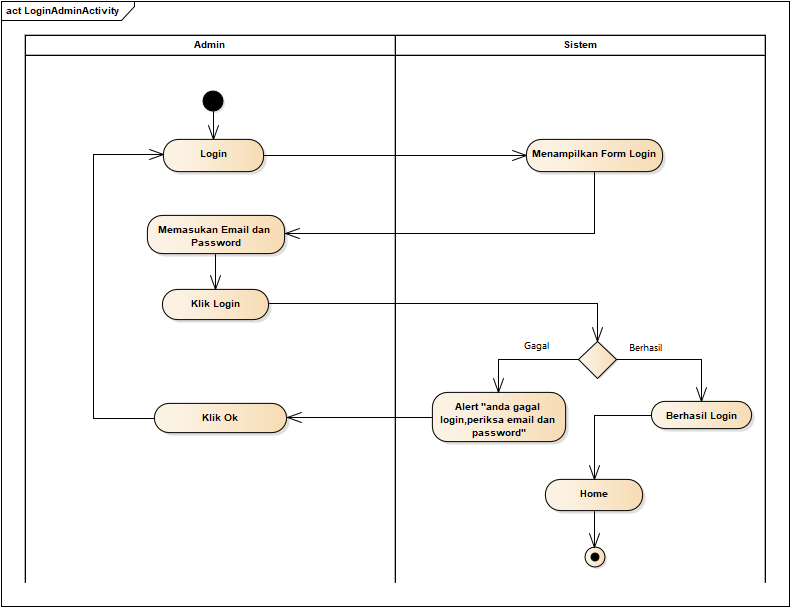 act LoginAdminActivity
Admin
Sistem
Login
Menampilkan Form Login
Memasukan Email dan
Password
Klik Login
Gagal
Berhasil
Alert "anda gagal
login,periksa email dan
password"
Berhasil Login
Klik Ok
Home